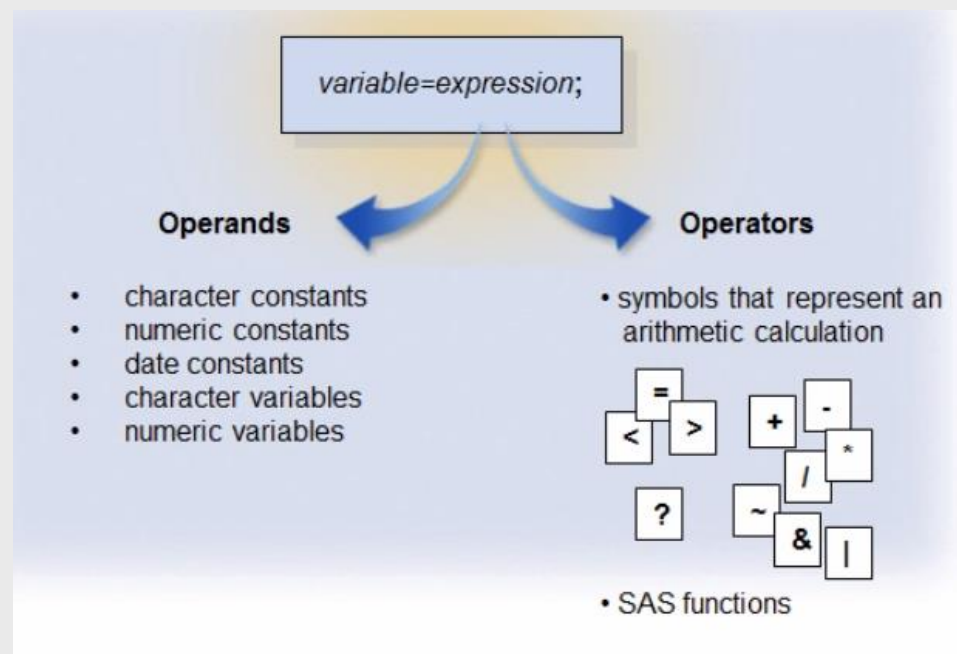 variable=expression;
Operands
• character constants
• numeric constants
• date constants
• character variables
• numeric variables
Operators
• symbols that represent an
arithmetic calculation
=
< >
+ -
/ *
?
~ & |
• SAS functions